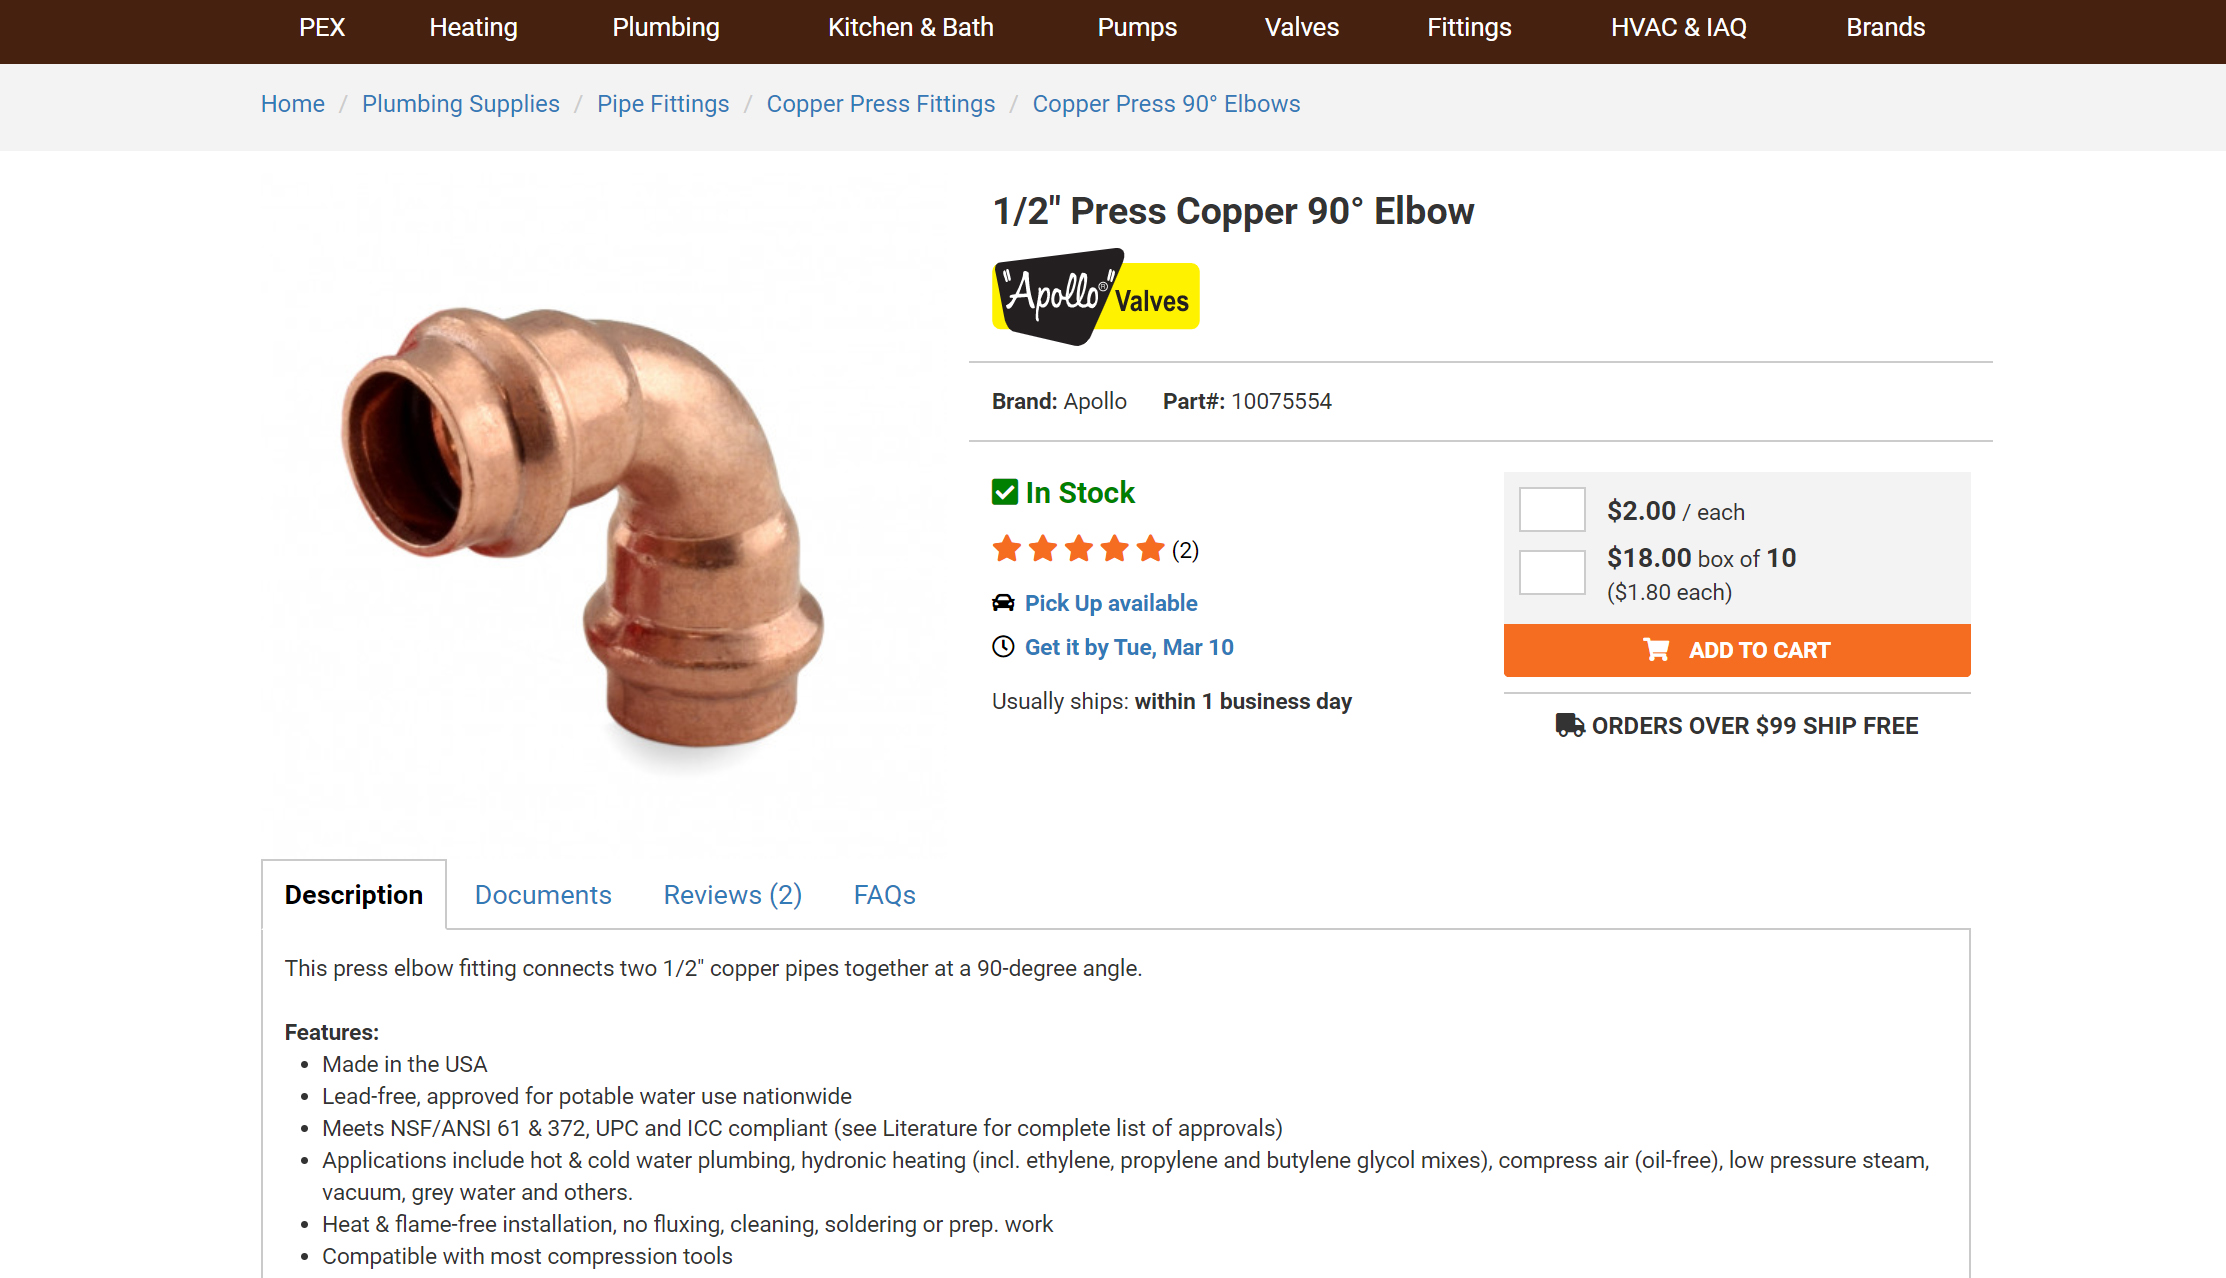 PEX Heating Plumbing Kitchen & Bath Pumps Valves Fittings HVAC & IAQ Brands
Home / Plumbing Supplies / Pipe Fittings / Copper Press Fittings / Copper Press 90° Elbows
1/2" Press Copper 90° Elbow
"Apollo"® Valves
Brand: Apollo Part#: 10075554
In Stock
(2)
Pick Up available
Get it by Tue, Mar 10
Usually ships: within 1 business day
$2.00 / each
$18.00 box of 10
($1.80 each)
ADD TO CART
ORDERS OVER $99 SHIP FREE
Description Documents Reviews (2) FAQs
This press elbow fitting connects two 1/2" copper pipes together at a 90-degree angle.
Features:
• Made in the USA
• Lead-free, approved for potable water use nationwide
• Meets NSF/ANSI 61 & 372, UPC and ICC compliant (see Literature for complete list of approvals)
• Applications include hot & cold water plumbing, hydronic heating (incl. ethylene, propylene and butylene glycol mixes), compress air (oil-free), low pressure steam,
vacuum, grey water and others.
• Heat & flame-free installation, no fluxing, cleaning, soldering or prep. work
• Compatible with most compression tools